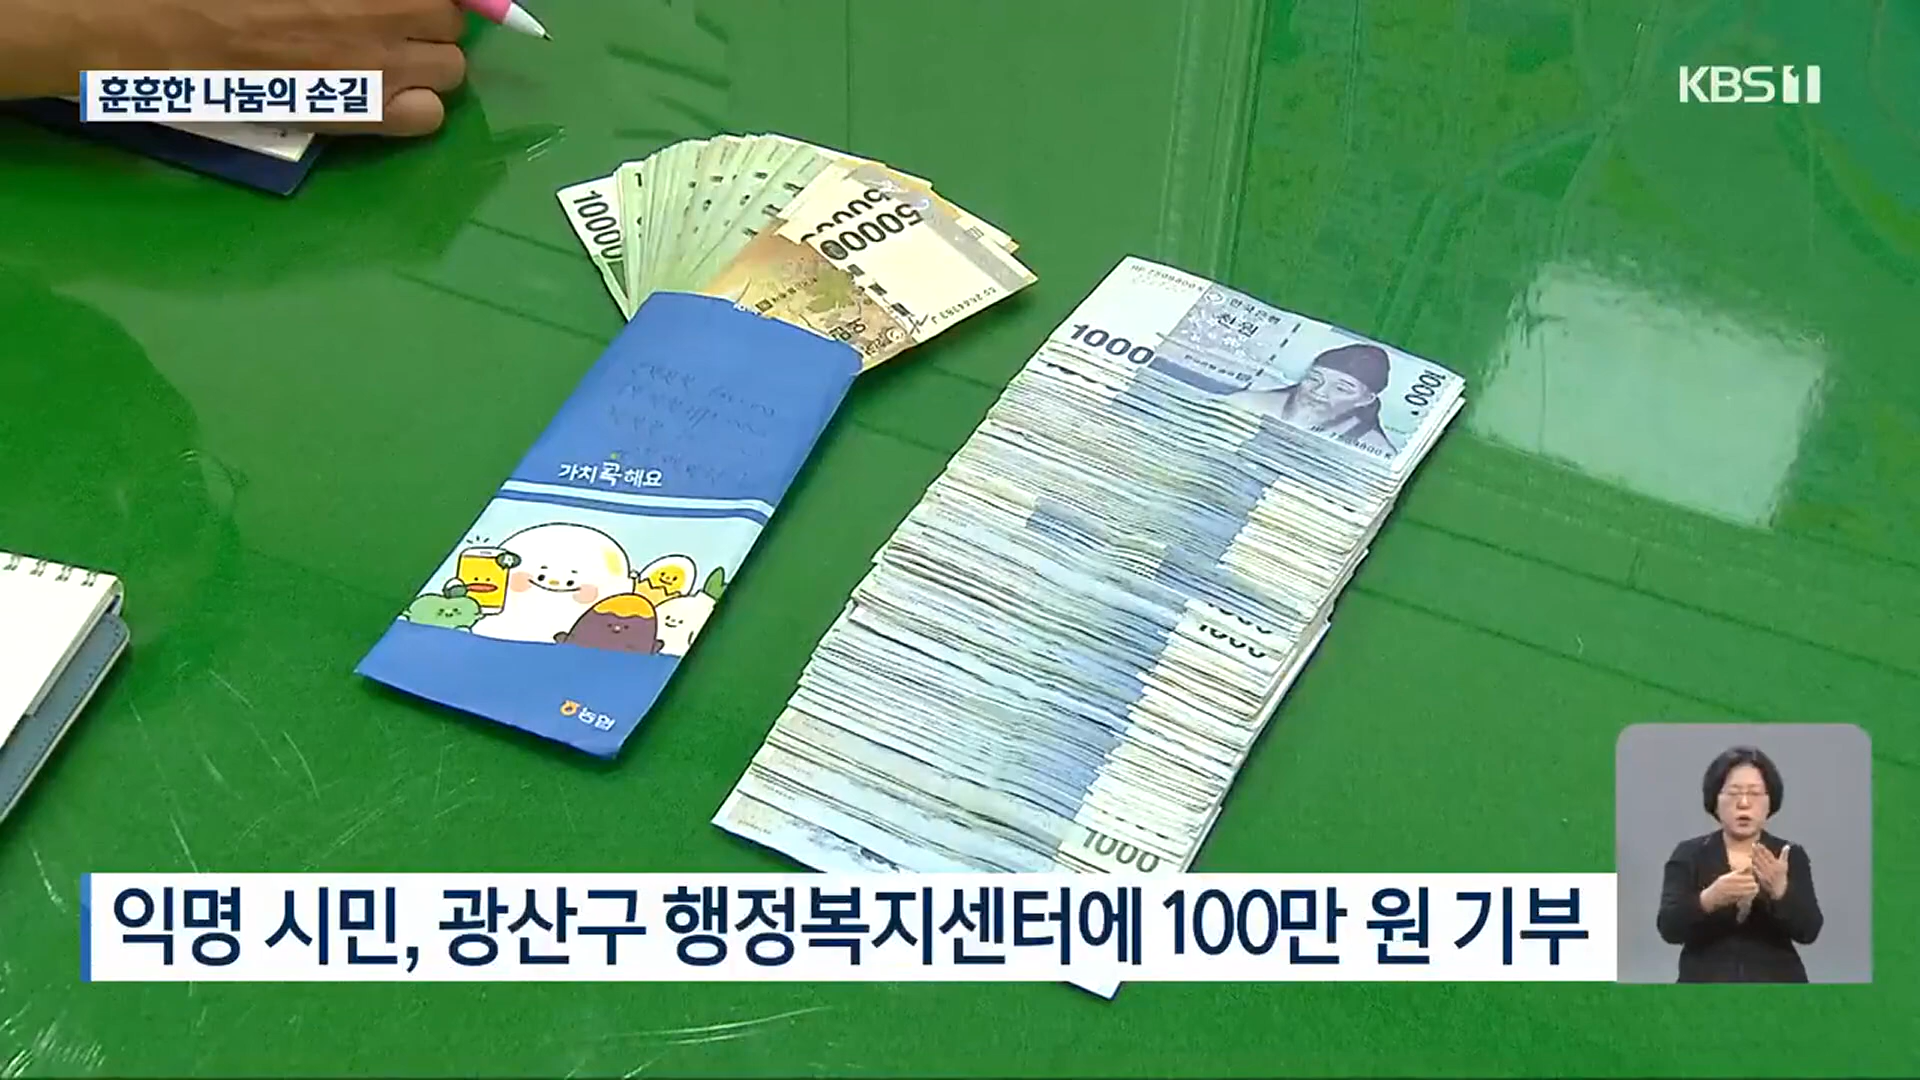 훈훈한 나눔의 손길
KBS 1
10000
50000
1000
한국은행
천 원
1000
가치 콕 해요
1000
농협
1000
익명 시민, 광산구 행정복지센터에 100만 원 기부